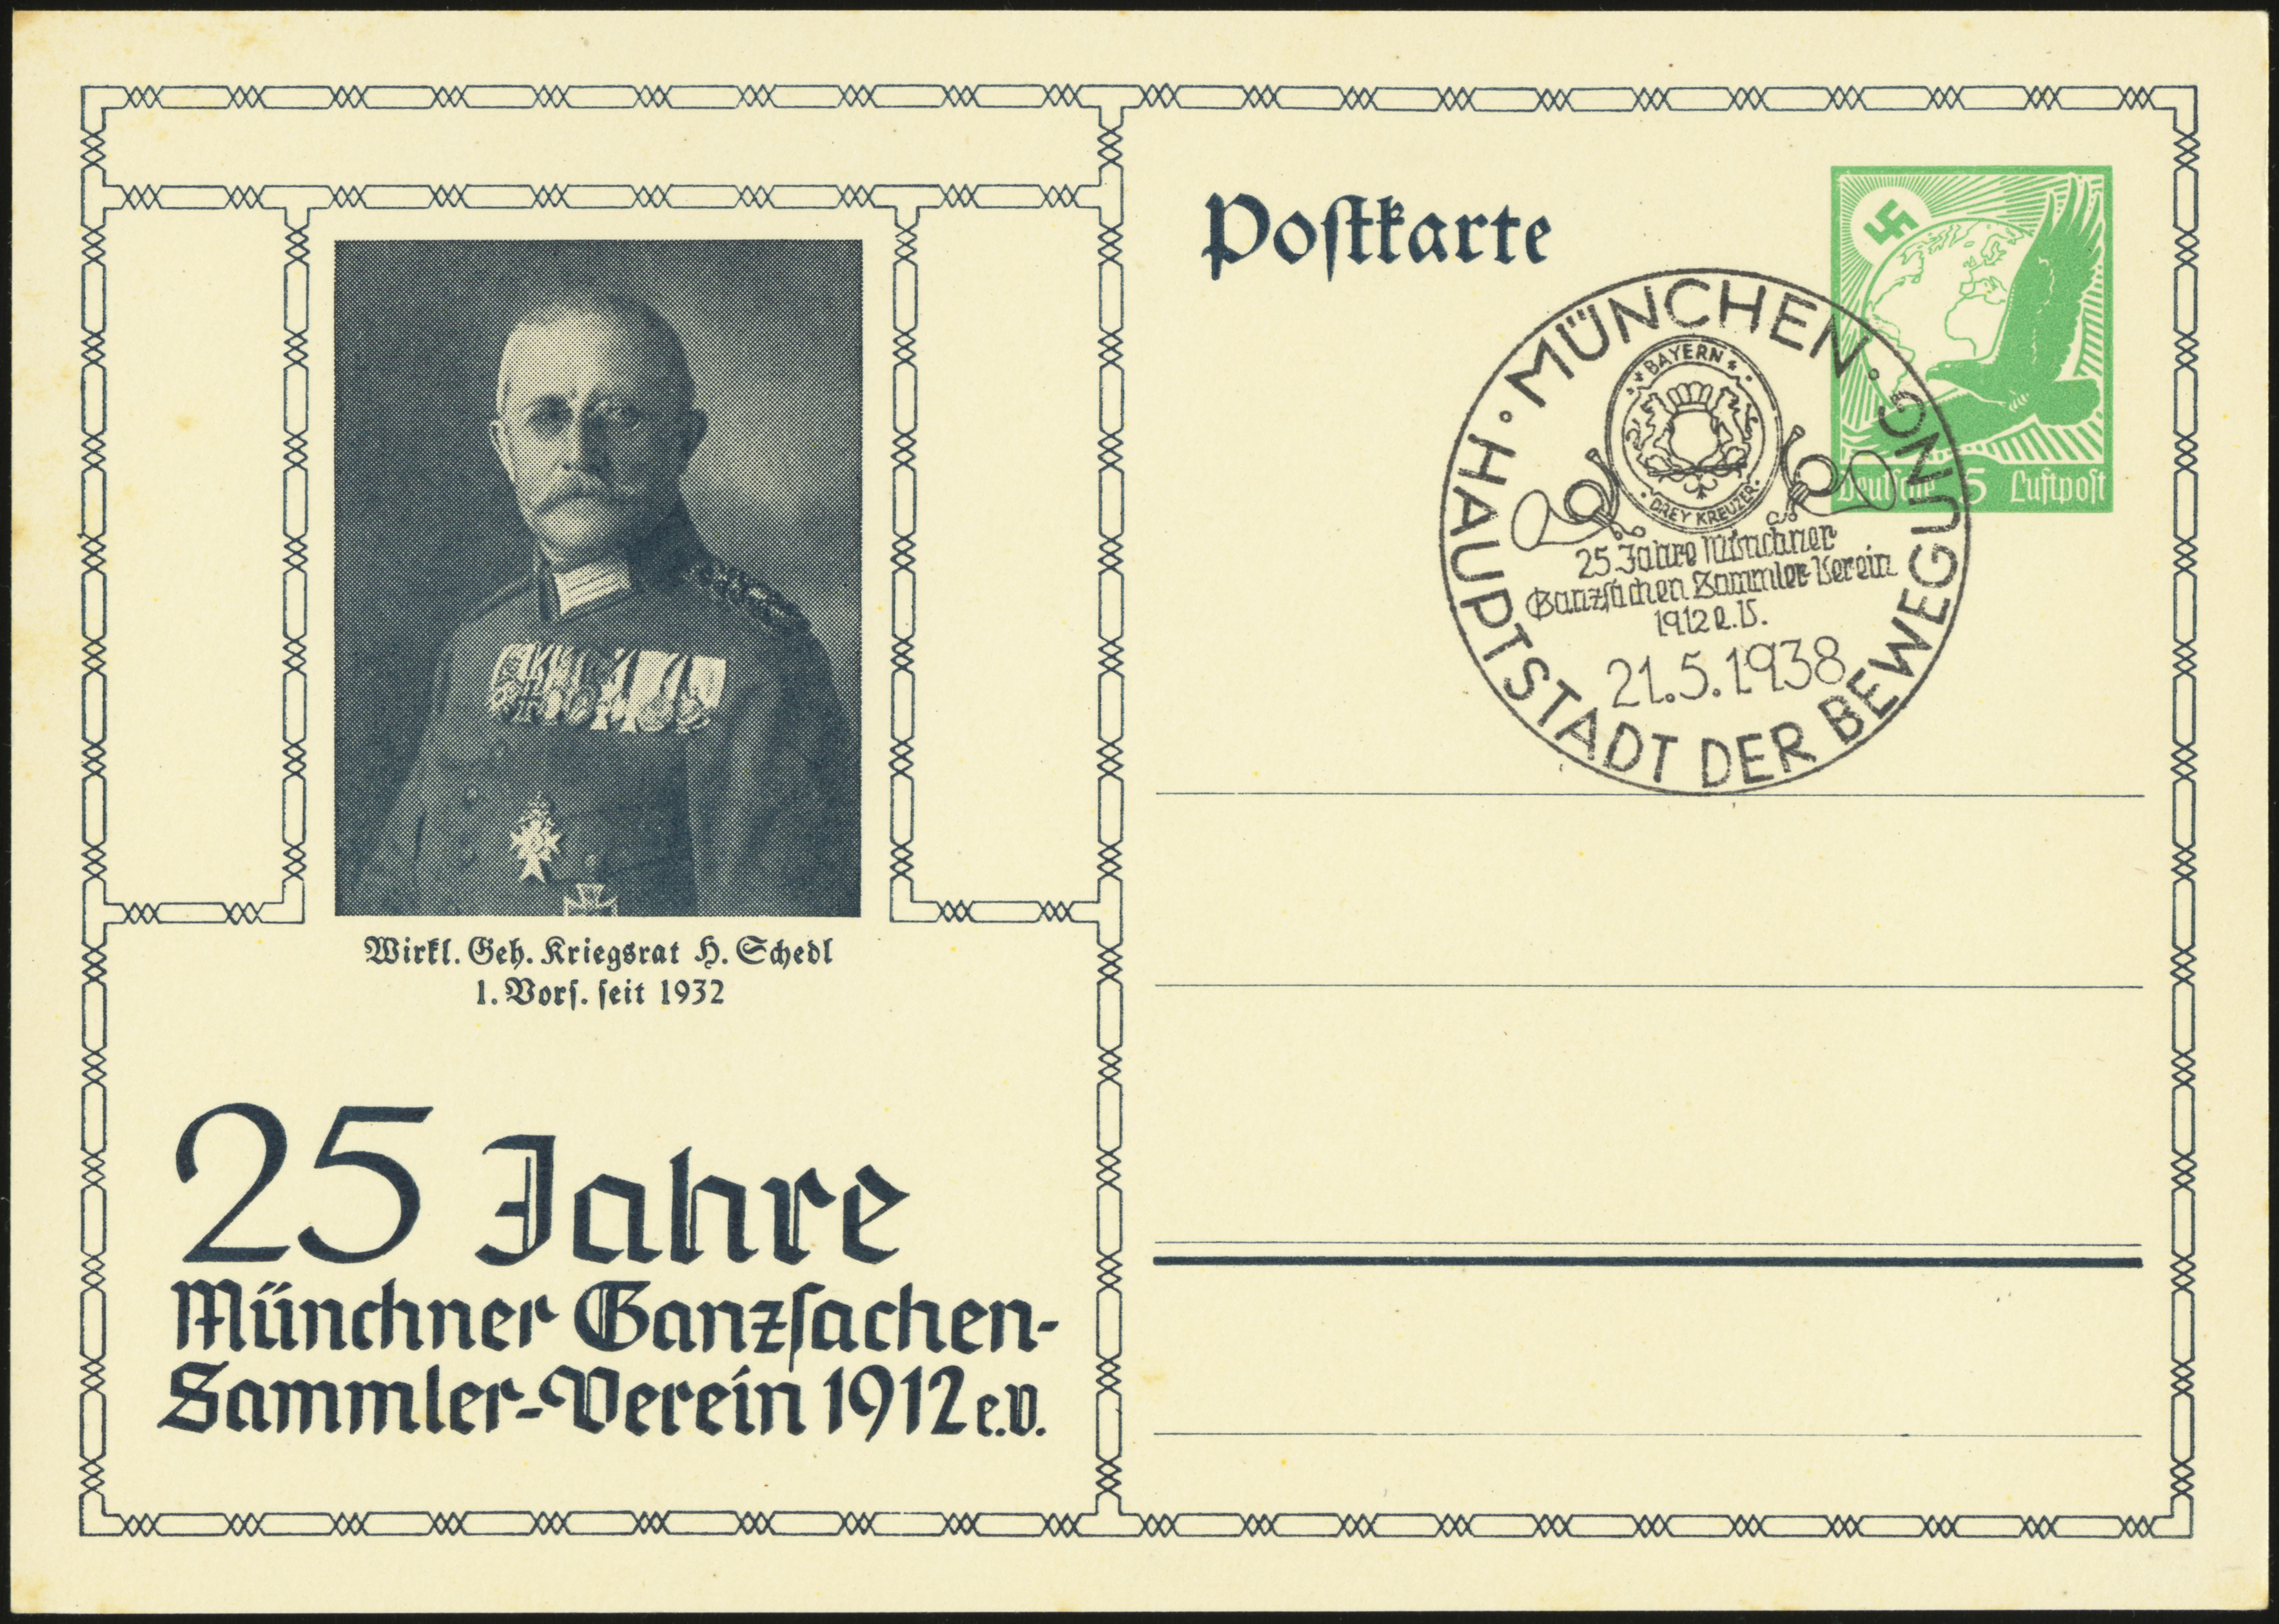 Poſtkarte
Deutſche 5 Luftpoſt
· MÜNCHEN ·
HAUPTSTADT DER BEWEGUNG
BAYERN
DREY KREUZER
25 Jahre Münchner
Ganzſachen Sammler-Verein
1912 e.V.
21.5.1938
Wirkl. Geh. Kriegsrat H. Schedl
1. Vorſ. ſeit 1932
25 Jahre
Münchner Ganzſachen-
Sammler-Verein 1912 e.V.